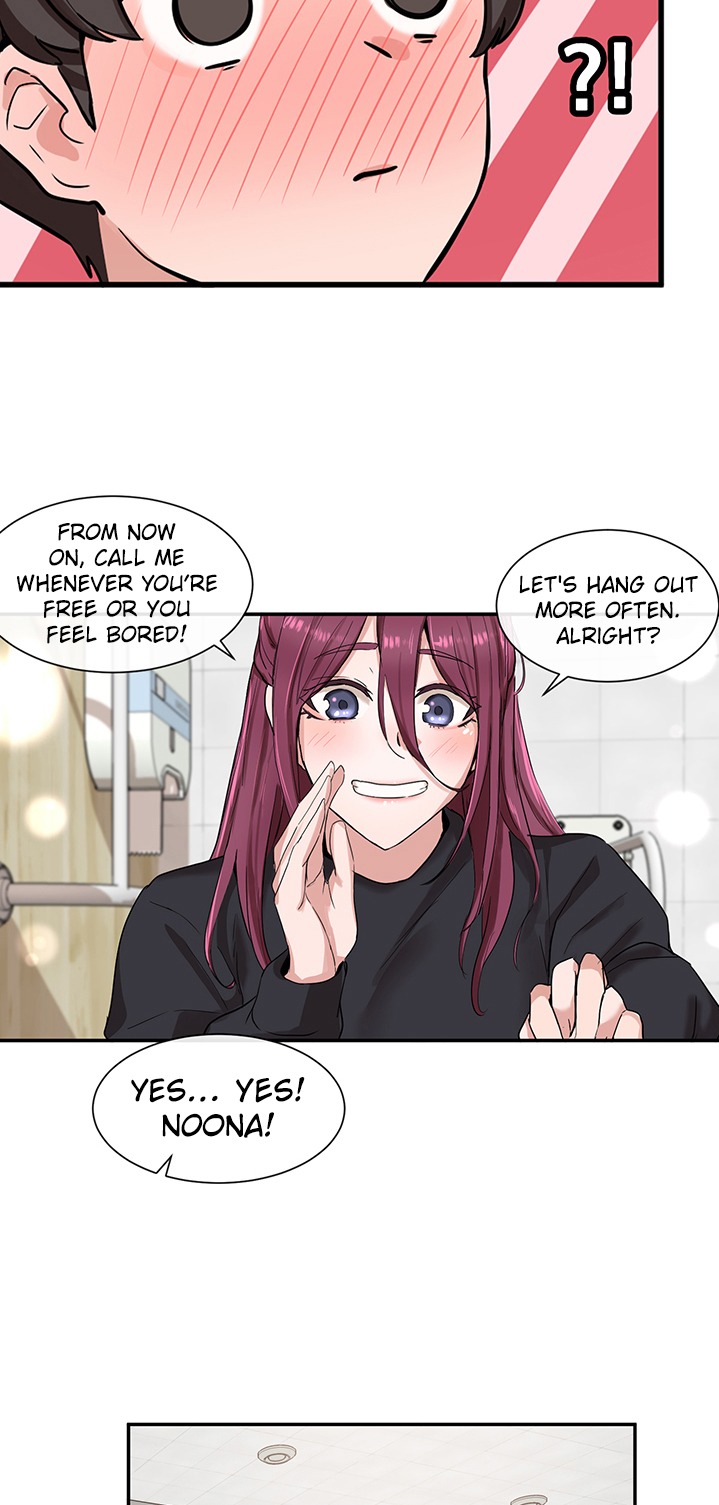 ?!
FROM NOW
ON, CALL ME
WHENEVER YOU'RE
FREE OR YOU
FEEL BORED!
LET'S HANG OUT
MORE OFTEN.
ALRIGHT?
YES... YES!
NOONA!